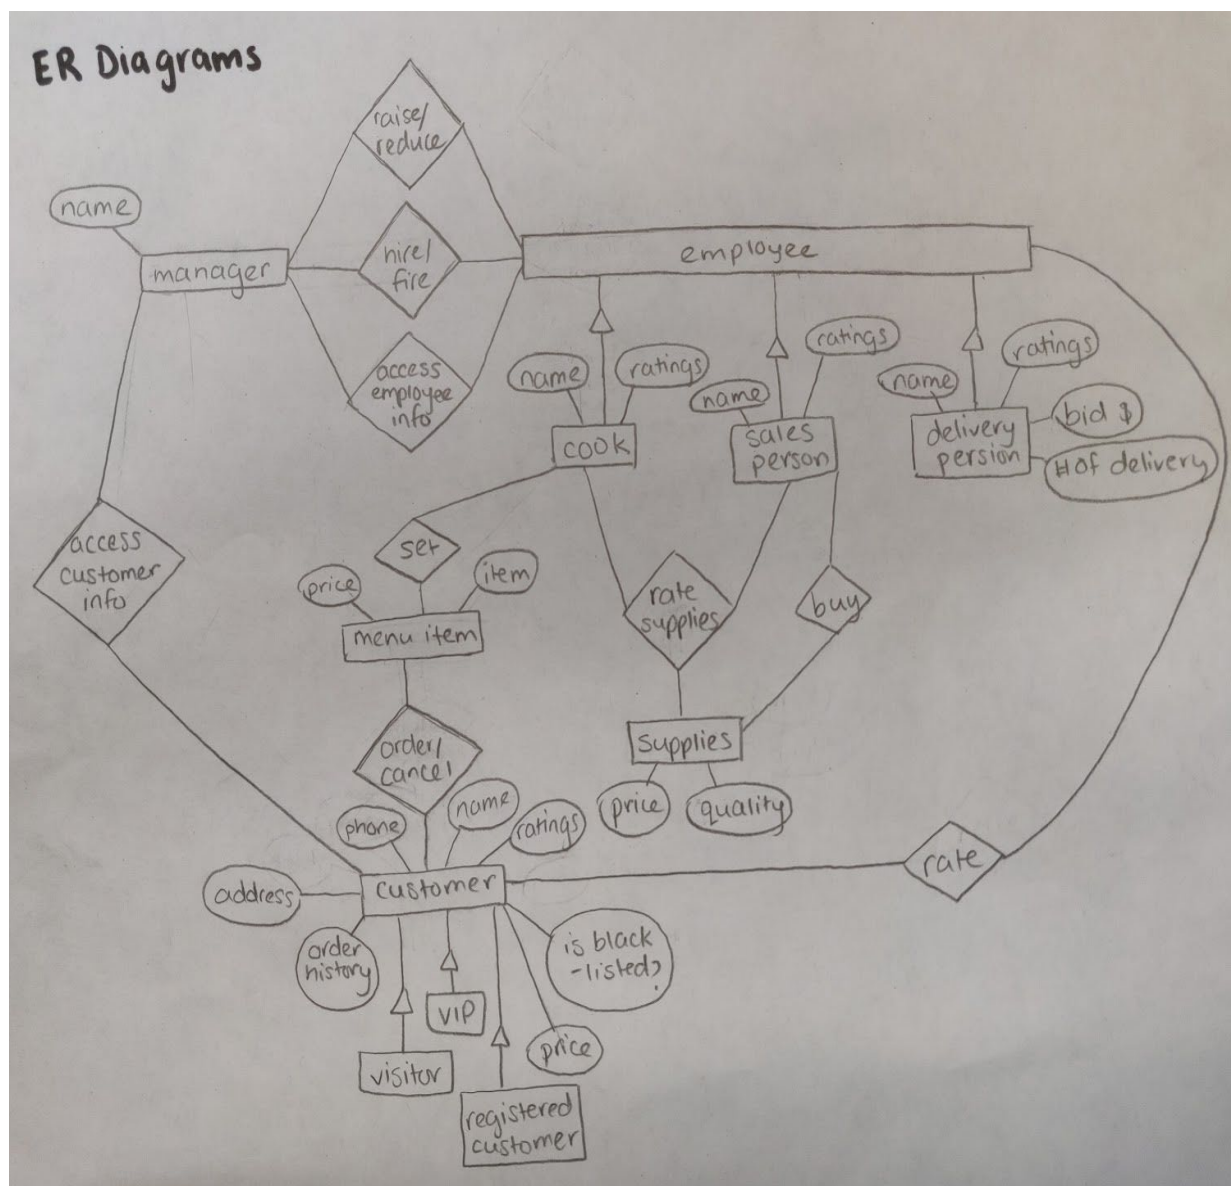 ER Diagrams
raise/
reduce
name
manager
hire/
fire
employee
access
employee
info
name
ratings
cook
name
ratings
sales
person
name
ratings
delivery
persion
bid $
# of delivery
access
customer
info
set
price
item
menu item
rate
supplies
buy
order/
cancel
supplies
price
quality
phone
name
ratings
address
customer
rate
order
history
is black
-listed?
VIP
visitor
price
registered
customer